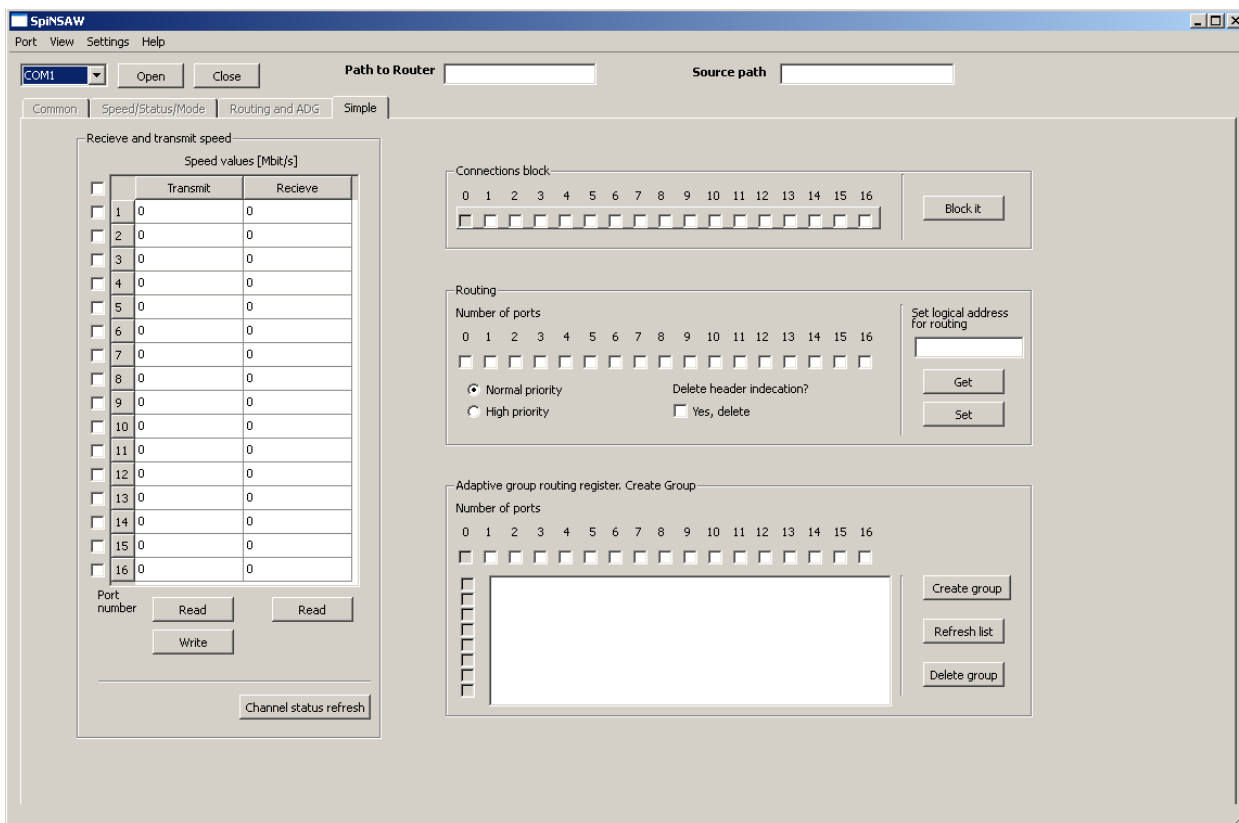 SpiNSAW
Port View Settings Help
COM1 Open Close Path to Router Source path
Common Speed/Status/Mode Routing and ADG Simple
Recieve and transmit speed
Speed values [Mbit/s]
Transmit Recieve
1 0 0
2 0 0
3 0 0
4 0 0
5 0 0
6 0 0
7 0 0
8 0 0
9 0 0
10 0 0
11 0 0
12 0 0
13 0 0
14 0 0
15 0 0
16 0 0
Port
number
Read Read
Write
Channel status refresh
Connections block
0 1 2 3 4 5 6 7 8 9 10 11 12 13 14 15 16
Block it
Routing
Number of ports
0 1 2 3 4 5 6 7 8 9 10 11 12 13 14 15 16
Normal priority
High priority
Delete header indecation?
Yes, delete
Set logical address
for routing
Get
Set
Adaptive group routing register. Create Group
Number of ports
0 1 2 3 4 5 6 7 8 9 10 11 12 13 14 15 16
Create group
Refresh list
Delete group